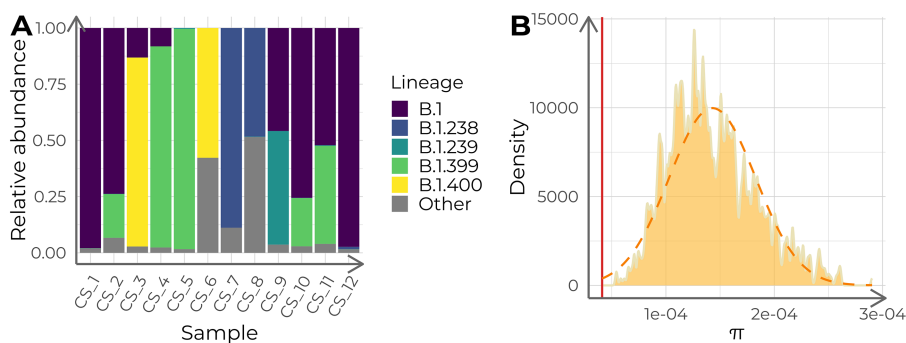 A
Relative abundance
1.00
0.75
0.50
0.25
0.00
CS_1
CS_2
CS_3
CS_4
CS_5
CS_6
CS_7
CS_8
CS_9
CS_10
CS_11
CS_12
Sample
Lineage
B.1
B.1.238
B.1.239
B.1.399
B.1.400
Other
B
Density
15000
10000
5000
0
1e-04
2e-04
3e-04
π